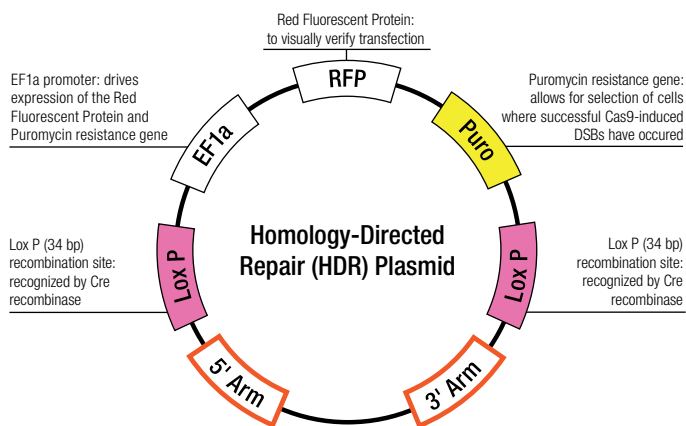 Red Fluorescent Protein:
to visually verify transfection
RFP
EF1a promoter: drives
expression of the Red
Fluorescent Protein and
Puromycin resistance gene
EF1a
Puromycin resistance gene:
allows for selection of cells
where successful Cas9-induced
DSBs have occured
Puro
Lox P (34 bp)
recombination site:
recognized by Cre
recombinase
Lox P
Homology-Directed
Repair (HDR) Plasmid
Lox P
Lox P (34 bp)
recombination site:
recognized by Cre
recombinase
5' Arm
3' Arm